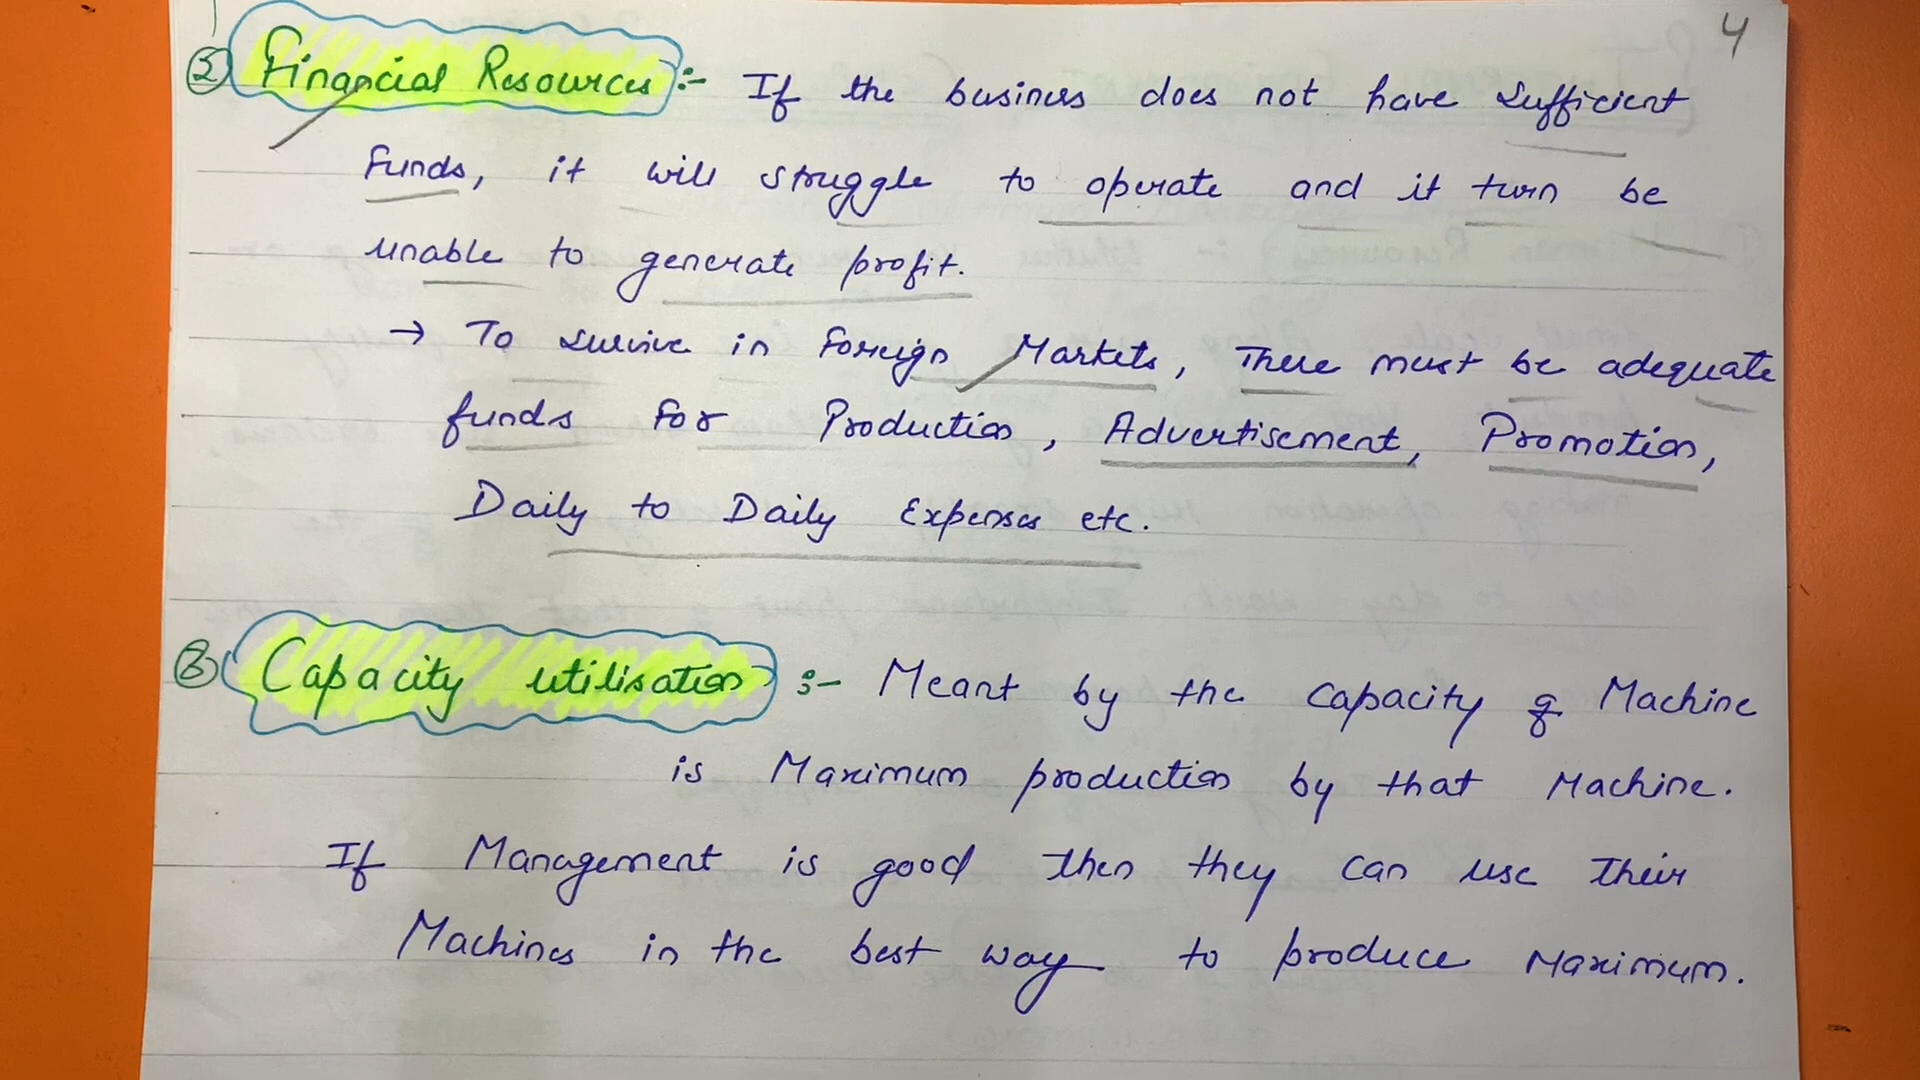 4
② Financial Resources :- If the business does not have sufficient
funds, it will struggle to operate and it turn be
unable to generate profit.
→ To survive in foreign Markets, There must be adequate
funds for Production, Advertisement, Promotion,
Daily to Daily Expenses etc.
③ Capacity utilisation :- Meant by the capacity of Machine
is Maximum production by that Machine.
If Management is good then they can use their
Machines in the best way to produce Maximum.